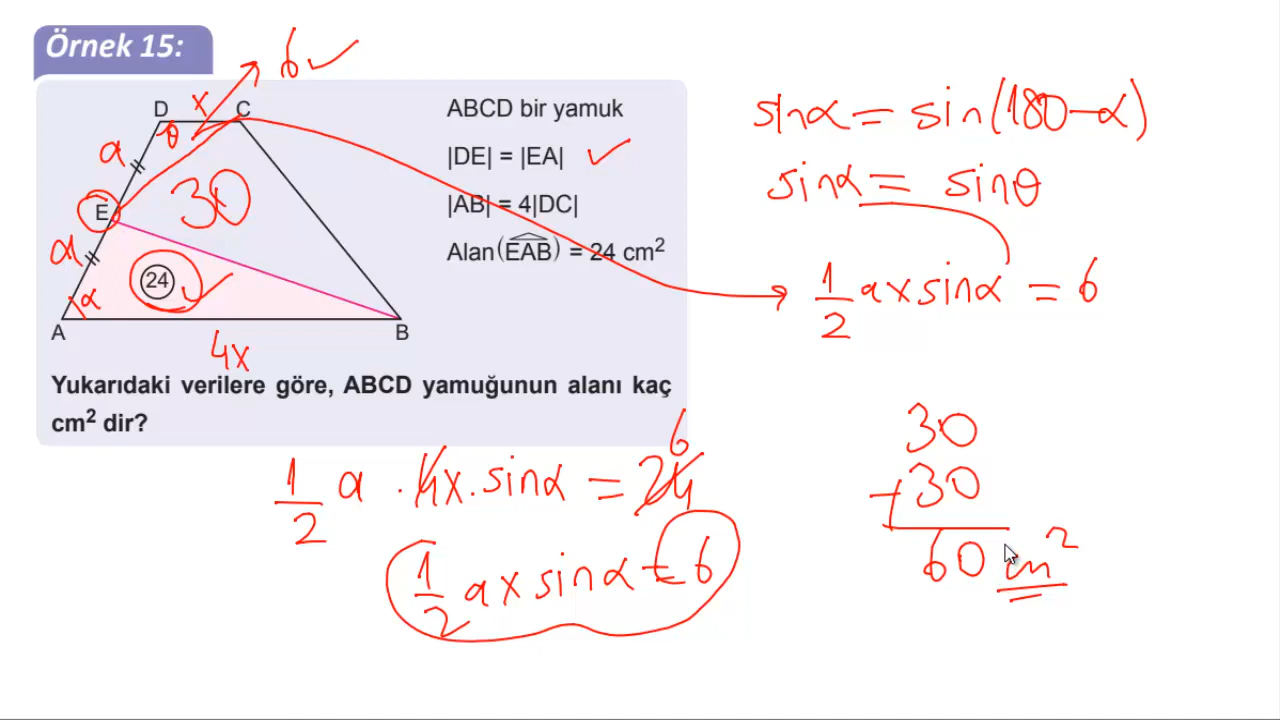 Örnek 15:
6
D x C
θ
a
E
30
a
24
α
A B
4x
ABCD bir yamuk
|DE| = |EA|
|AB| = 4|DC|
Alan(EAB) = 24 cm²
Yukarıdaki verilere göre, ABCD yamuğunun alanı kaç
cm² dir?
sinα = sin(180-α)
sinα = sinθ
1/2 a x sinα = 6
6
1/2 a . 4x . sinα = 24
1/2 a x sinα = 6
30
+30
60 cm²